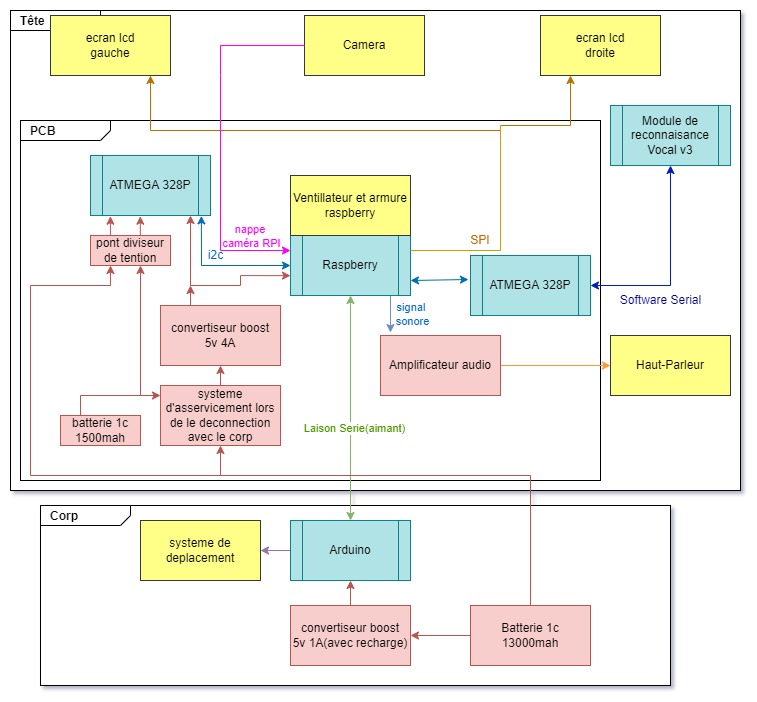 Tête
ecran lcd
gauche
Camera
ecran lcd
droite
PCB
Module de
reconnaisance
Vocal v3
ATMEGA 328P
Ventillateur et armure
raspberry
pont diviseur
de tention
nappe
caméra RPI
i2c
SPI
Raspberry
ATMEGA 328P
Software Serial
signal
sonore
convertiseur boost
5v 4A
Amplificateur audio
Haut-Parleur
systeme
d'asservicement lors
de le deconnection
avec le corp
batterie 1c
1500mah
Laison Serie(aimant)
Corp
systeme de
deplacement
Arduino
convertiseur boost
5v 1A(avec recharge)
Batterie 1c
13000mah